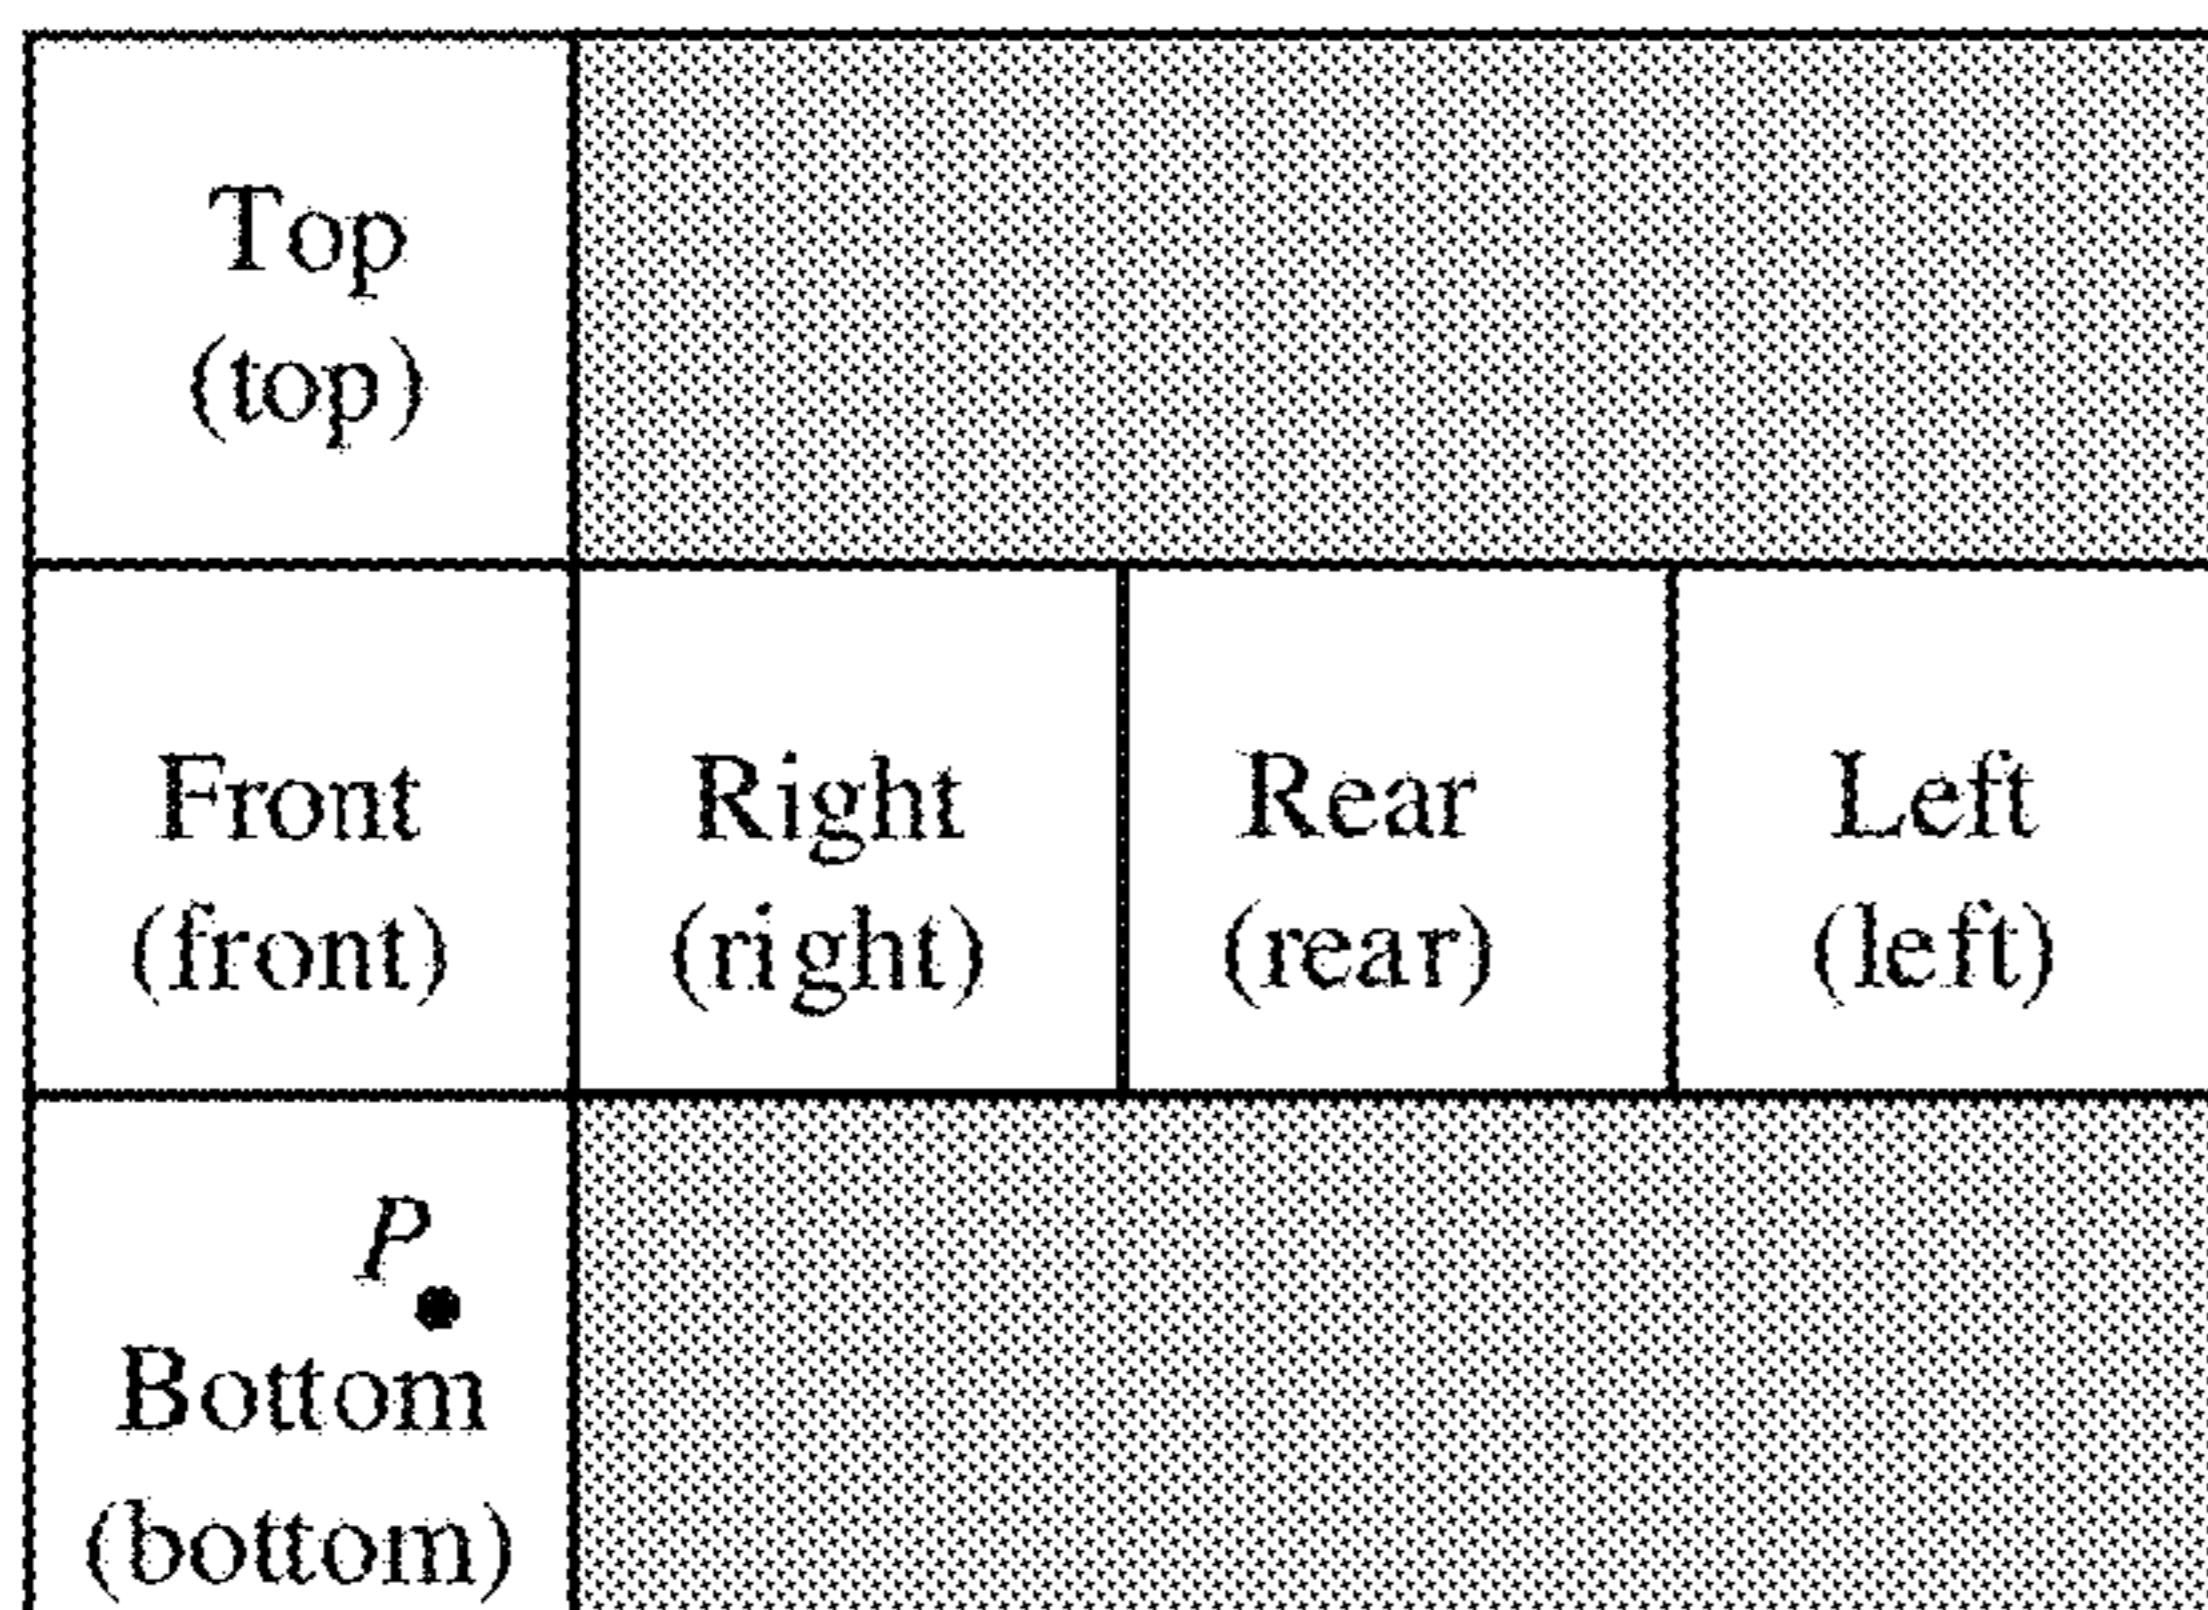 Top
(top)
Front
(front)
Right
(right)
Rear
(rear)
Left
(left)
P
Bottom
(bottom)